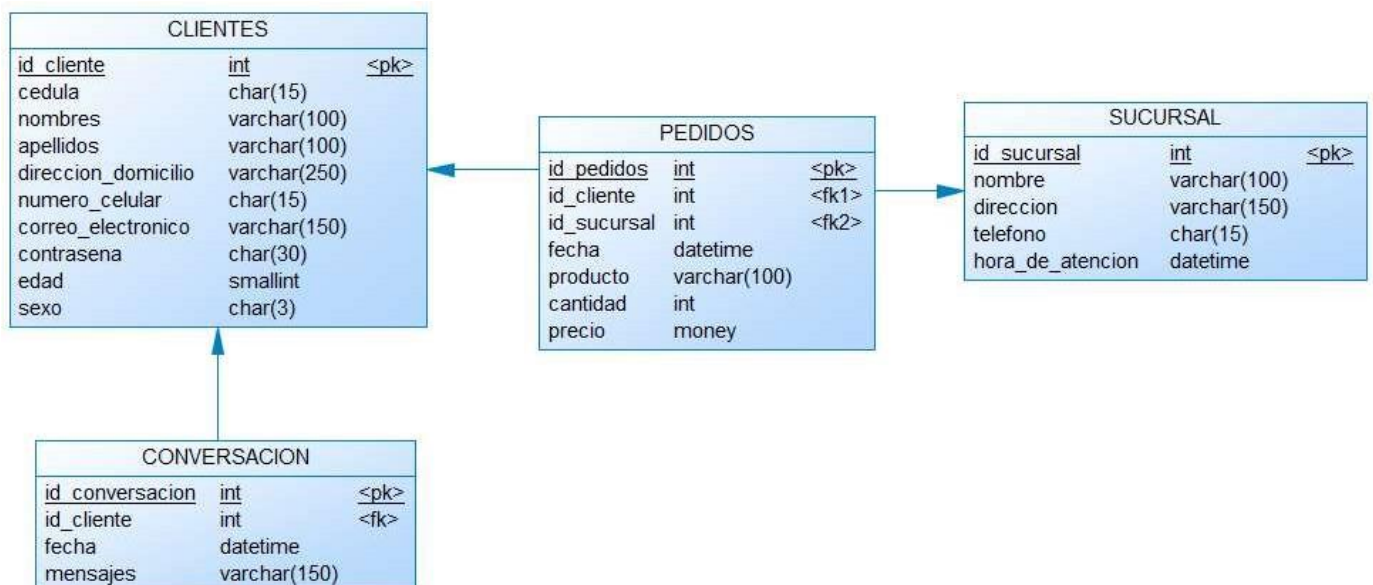 CLIENTES
id_cliente int <pk>
cedula char(15)
nombres varchar(100)
apellidos varchar(100)
direccion_domicilio varchar(250)
numero_celular char(15)
correo_electronico varchar(150)
contrasena char(30)
edad smallint
sexo char(3)
PEDIDOS
id_pedidos int <pk>
id_cliente int <fk1>
id_sucursal int <fk2>
fecha datetime
producto varchar(100)
cantidad int
precio money
SUCURSAL
id_sucursal int <pk>
nombre varchar(100)
direccion varchar(150)
telefono char(15)
hora_de_atencion datetime
CONVERSACION
id_conversacion int <pk>
id_cliente int <fk>
fecha datetime
mensajes varchar(150)